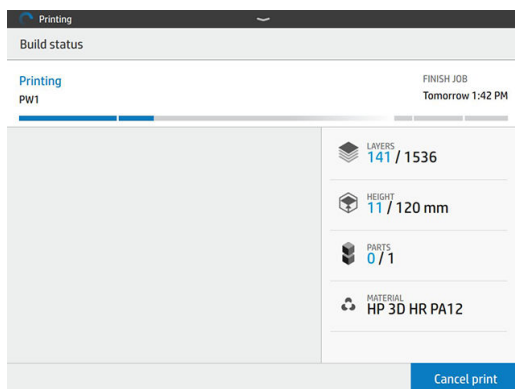 Printing
Build status
Printing
PW1
FINISH JOB
Tomorrow 1:42 PM
LAYERS
141 / 1536
HEIGHT
11 / 120 mm
PARTS
0 / 1
MATERIAL
HP 3D HR PA12
Cancel print